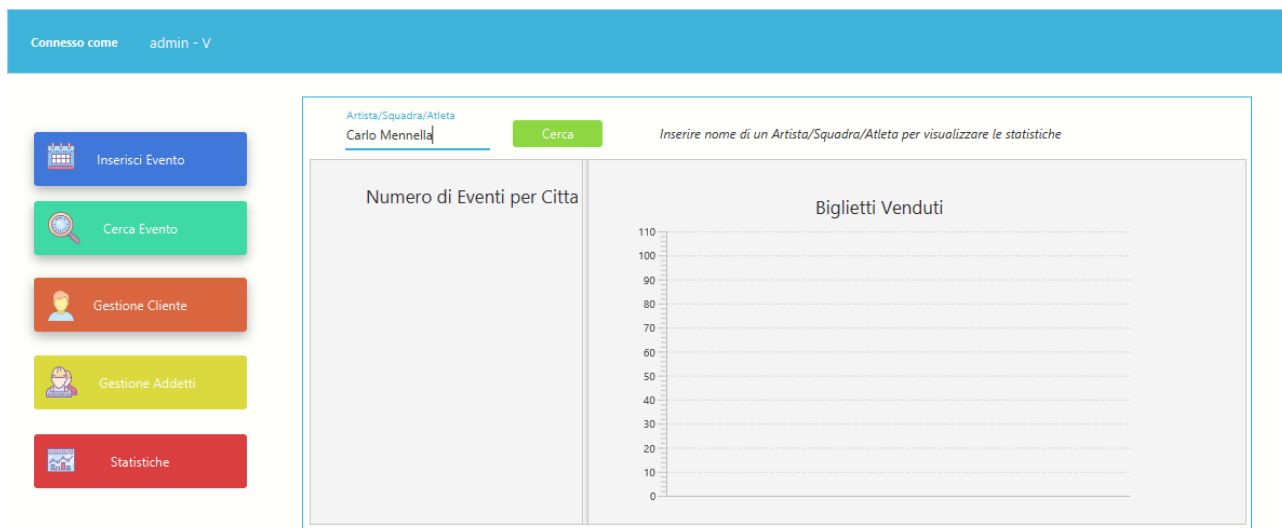 Connesso come admin - V
Inserisci Evento
Cerca Evento
Gestione Cliente
Gestione Addetti
Statistiche
Artista/Squadra/Atleta
Carlo Mennella
Cerca
Inserire nome di un Artista/Squadra/Atleta per visualizzare le statistiche
Numero di Eventi per Citta
Biglietti Venduti
110
100
90
80
70
60
50
40
30
20
10
0